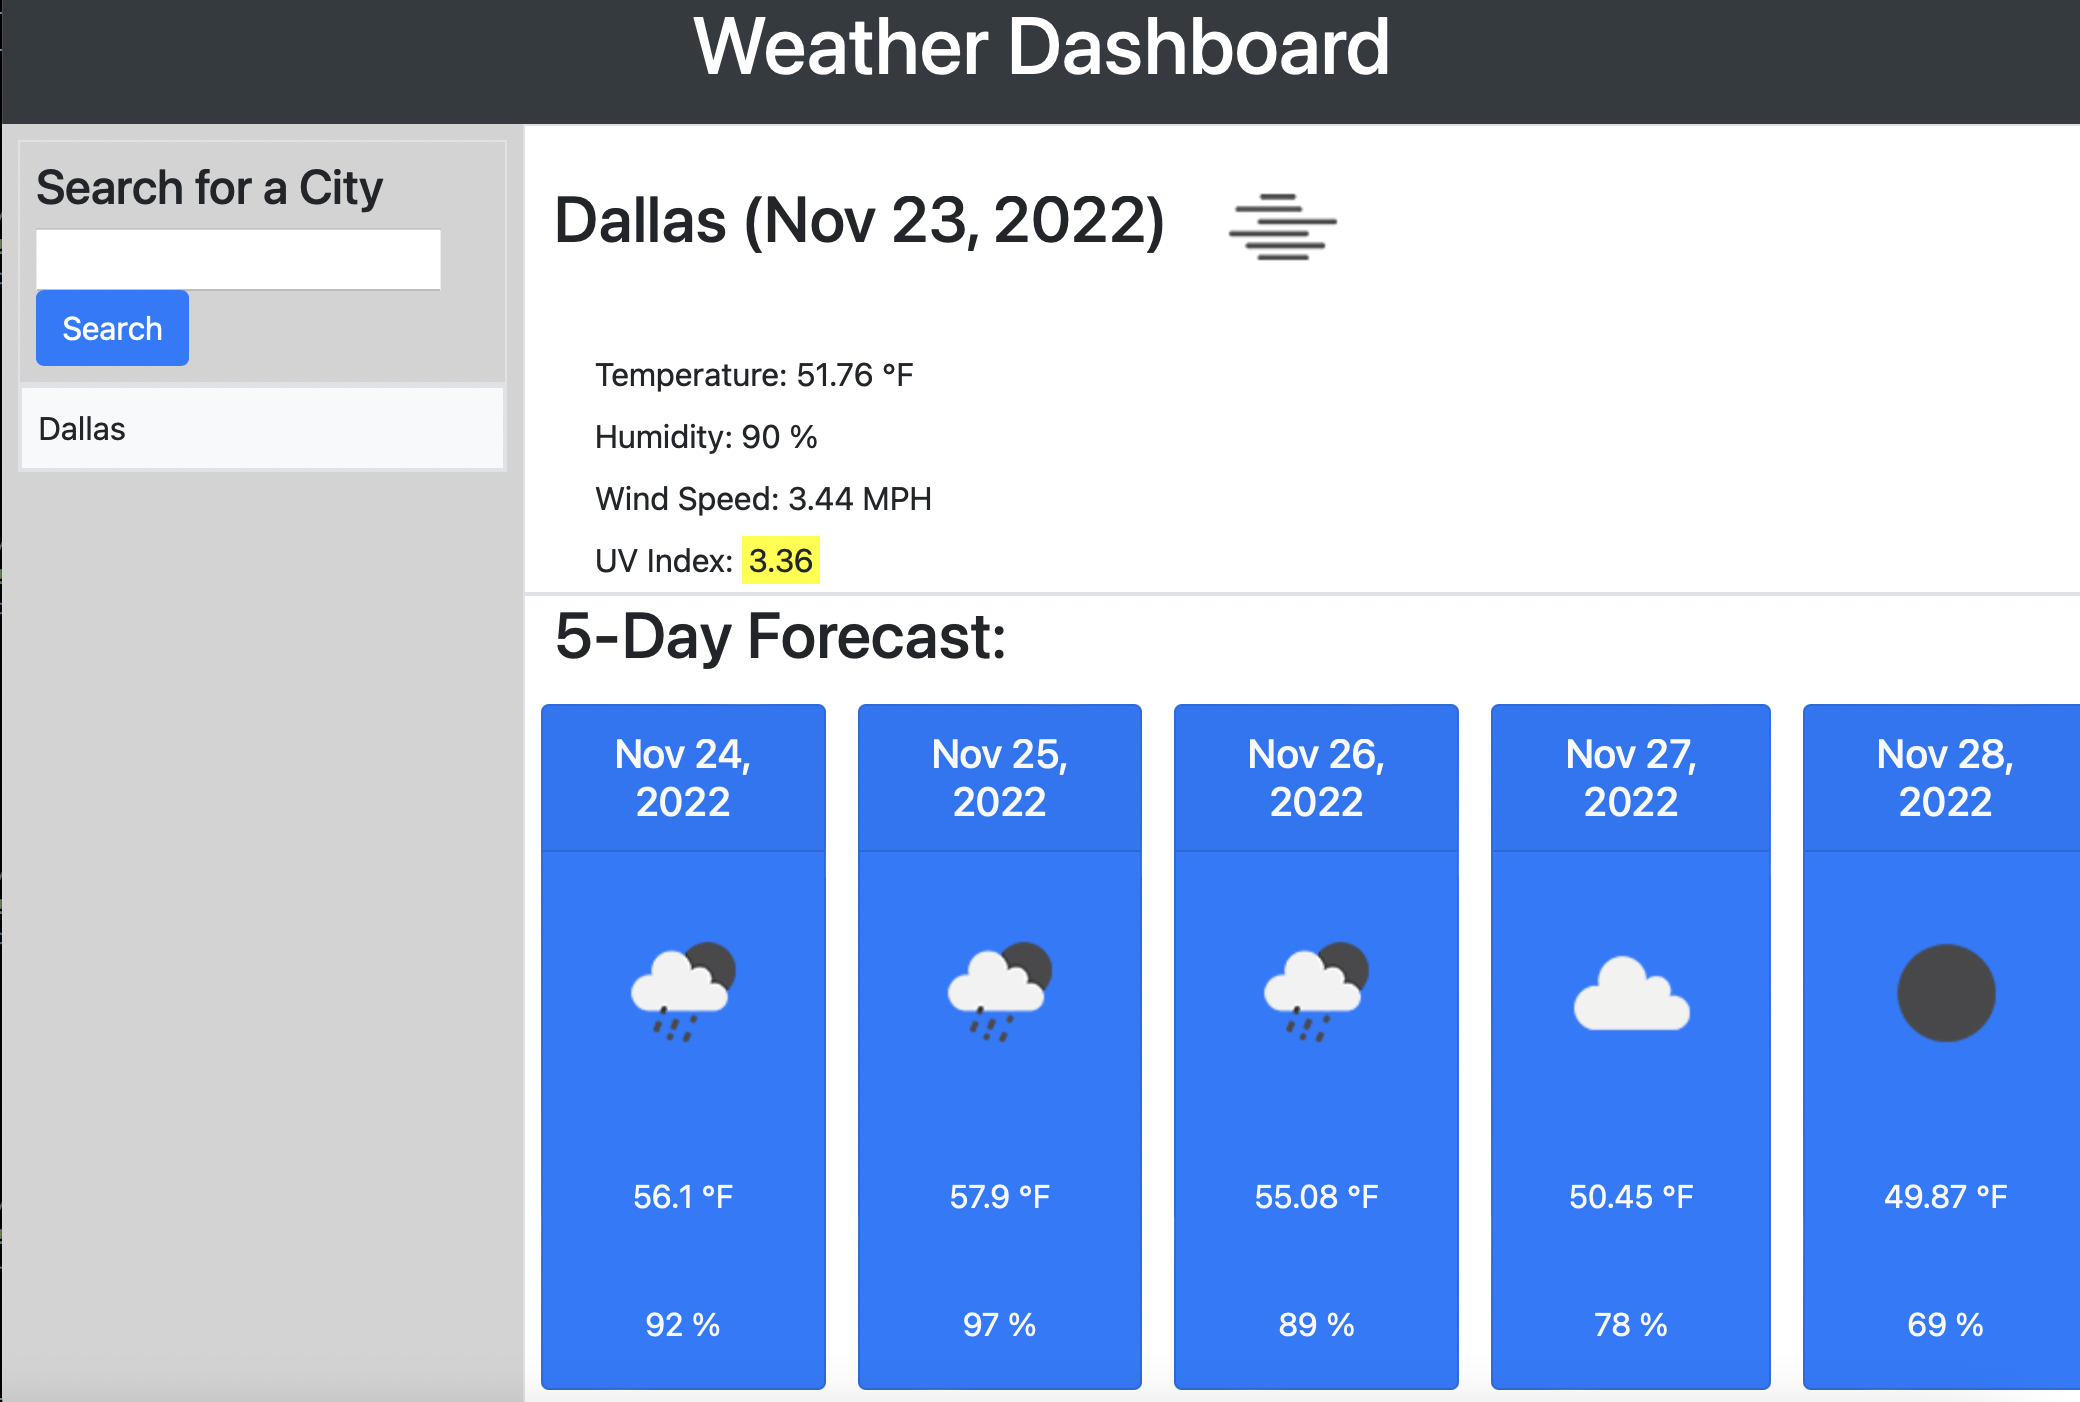 Weather Dashboard
Search for a City
Search
Dallas
Dallas (Nov 23, 2022)
Temperature: 51.76 °F
Humidity: 90 %
Wind Speed: 3.44 MPH
UV Index: 3.36
5-Day Forecast:
Nov 24,
2022
56.1 °F
92 %
Nov 25,
2022
57.9 °F
97 %
Nov 26,
2022
55.08 °F
89 %
Nov 27,
2022
50.45 °F
78 %
Nov 28,
2022
49.87 °F
69 %